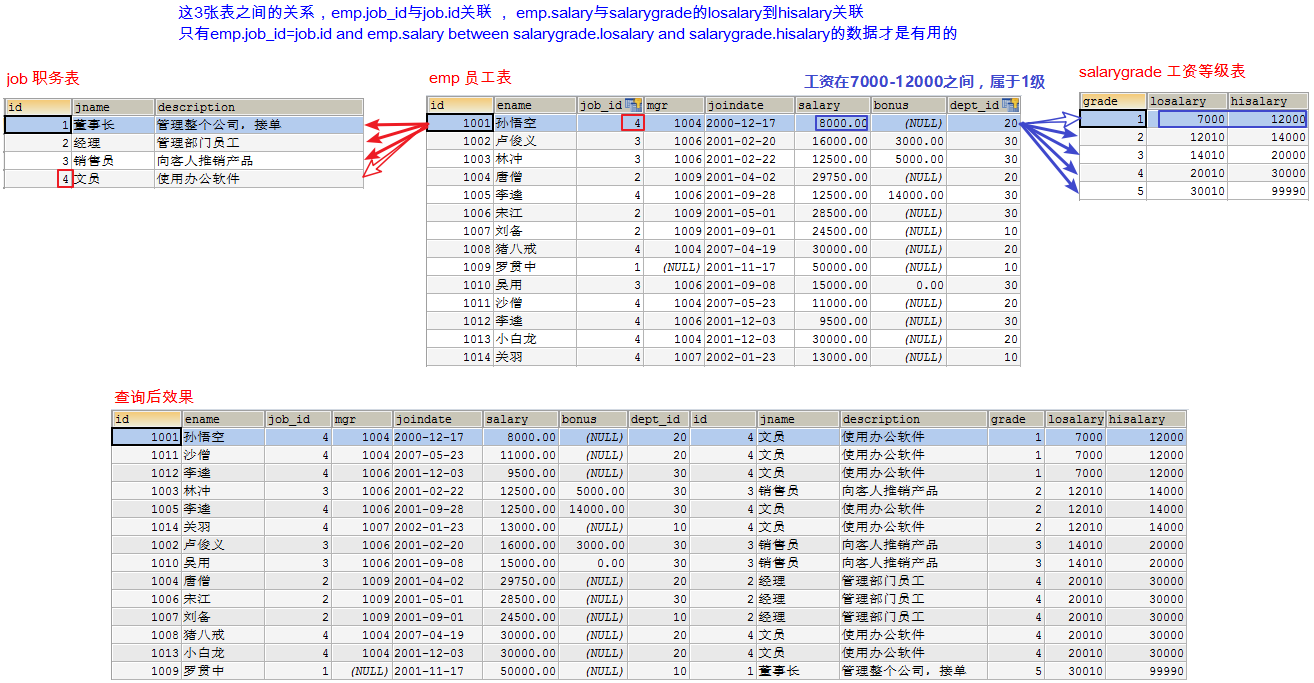 这3张表之间的关系，emp.job_id与job.id关联 ， emp.salary与salarygrade的losalary到hisalary关联
只有emp.job_id=job.id and emp.salary between salarygrade.losalary and salarygrade.hisalary的数据才是有用的
job 职务表
id jname description
1 董事长 管理整个公司，接单
2 经理 管理部门员工
3 销售员 向客人推销产品
4 文员 使用办公软件
emp 员工表
id ename job_id mgr joindate salary bonus dept_id
1001 孙悟空 4 1004 2000-12-17 8000.00 (NULL) 20
1002 卢俊义 3 1006 2001-02-20 16000.00 3000.00 30
1003 林冲 3 1006 2001-02-22 12500.00 5000.00 30
1004 唐僧 2 1009 2001-04-02 29750.00 (NULL) 20
1005 李逵 4 1006 2001-09-28 12500.00 14000.00 30
1006 宋江 2 1009 2001-05-01 28500.00 (NULL) 30
1007 刘备 2 1009 2001-09-01 24500.00 (NULL) 10
1008 猪八戒 4 1004 2007-04-19 30000.00 (NULL) 20
1009 罗贯中 1 (NULL) 2001-11-17 50000.00 (NULL) 10
1010 吴用 3 1006 2001-09-08 15000.00 0.00 30
1011 沙僧 4 1004 2007-05-23 11000.00 (NULL) 20
1012 李逵 4 1006 2001-12-03 9500.00 (NULL) 30
1013 小白龙 4 1004 2001-12-03 30000.00 (NULL) 20
1014 关羽 4 1007 2002-01-23 13000.00 (NULL) 10
工资在7000-12000之间，属于1级
salarygrade 工资等级表
grade losalary hisalary
1 7000 12000
2 12010 14000
3 14010 20000
4 20010 30000
5 30010 99990
查询后效果
id ename job_id mgr joindate salary bonus dept_id id jname description grade losalary hisalary
1001 孙悟空 4 1004 2000-12-17 8000.00 (NULL) 20 4 文员 使用办公软件 1 7000 12000
1011 沙僧 4 1004 2007-05-23 11000.00 (NULL) 20 4 文员 使用办公软件 1 7000 12000
1012 李逵 4 1006 2001-12-03 9500.00 (NULL) 30 4 文员 使用办公软件 1 7000 12000
1003 林冲 3 1006 2001-02-22 12500.00 5000.00 30 3 销售员 向客人推销产品 2 12010 14000
1005 李逵 4 1006 2001-09-28 12500.00 14000.00 30 4 文员 使用办公软件 2 12010 14000
1014 关羽 4 1007 2002-01-23 13000.00 (NULL) 10 4 文员 使用办公软件 2 12010 14000
1002 卢俊义 3 1006 2001-02-20 16000.00 3000.00 30 3 销售员 向客人推销产品 3 14010 20000
1010 吴用 3 1006 2001-09-08 15000.00 0.00 30 3 销售员 向客人推销产品 3 14010 20000
1004 唐僧 2 1009 2001-04-02 29750.00 (NULL) 20 2 经理 管理部门员工 4 20010 30000
1006 宋江 2 1009 2001-05-01 28500.00 (NULL) 30 2 经理 管理部门员工 4 20010 30000
1007 刘备 2 1009 2001-09-01 24500.00 (NULL) 10 2 经理 管理部门员工 4 20010 30000
1008 猪八戒 4 1004 2007-04-19 30000.00 (NULL) 20 4 文员 使用办公软件 4 20010 30000
1013 小白龙 4 1004 2001-12-03 30000.00 (NULL) 20 4 文员 使用办公软件 4 20010 30000
1009 罗贯中 1 (NULL) 2001-11-17 50000.00 (NULL) 10 1 董事长 管理整个公司，接单 5 30010 99990